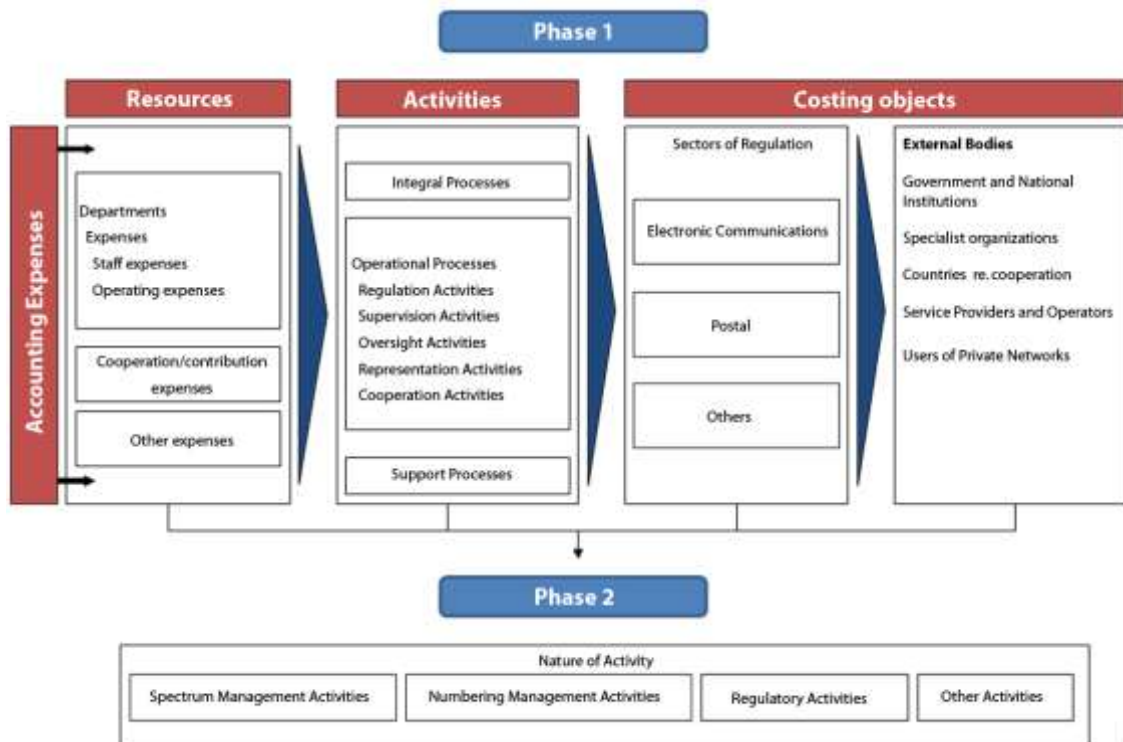 Phase 1
Resources
Activities
Costing objects
Accounting Expenses
Departments
Expenses
Staff expenses
Operating expenses
Cooperation/contribution
expenses
Other expenses
Integral Processes
Operational Processes
Regulation Activities
Supervision Activities
Oversight Activities
Representation Activities
Cooperation Activities
Support Processes
Sectors of Regulation
Electronic Communications
Postal
Others
External Bodies
Government and National
Institutions
Specialist organizations
Countries re. cooperation
Service Providers and Operators
Users of Private Networks
Phase 2
Nature of Activity
Spectrum Management Activities
Numbering Management Activities
Regulatory Activities
Other Activities